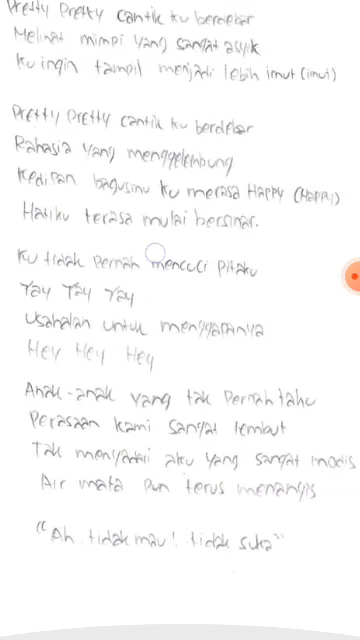 Pretty Pretty cantik ku berdebar
Melihat mimpi yang sangat asyik
Ku ingin tampil menjadi lebih imut (imut)
Pretty Pretty cantik ku berdebar
Rahasia yang menggelembung
Kedipan bagusmu ku merasa Happy (Happy)
Hatiku terasa mulai bersinar.
Ku tidak pernah mencuci pitaku
Yay Yay Yay
Usahalan untuk menggapainya
Hey Hey Hey
Anak-anak yang tak pernah tahu
Perasaan kami sangat lembut
Tak menyadari aku yang sangat modis
Air mata pun terus menangis
"Ah. tidak mau! tidak suka"